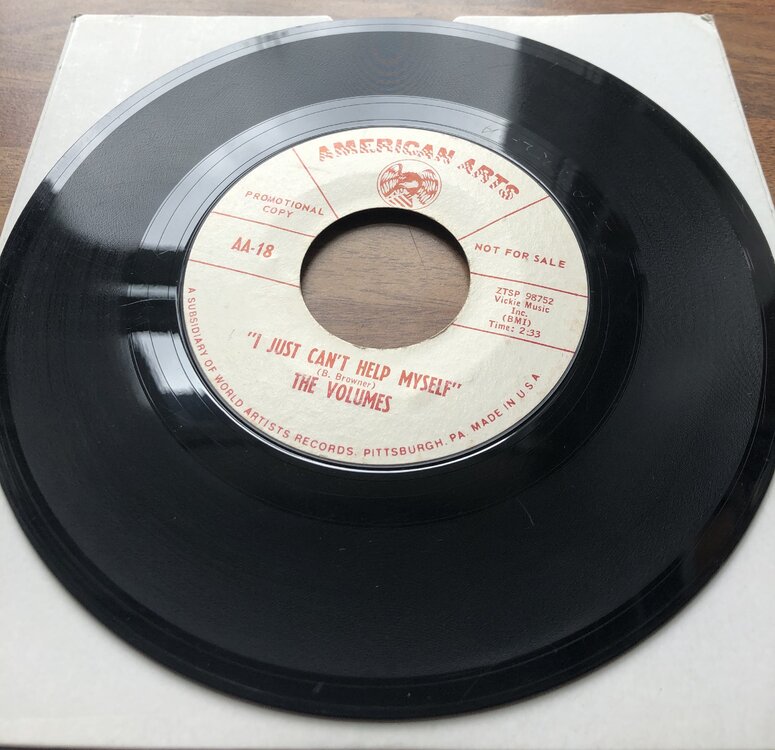 AMERICAN ARTS
PROMOTIONAL
COPY
NOT FOR SALE
AA-18
ZTSP 98752
Vickie Music
Inc.
(BMI)
Time: 2:33
"I JUST CAN'T HELP MYSELF"
(B. Browner)
THE VOLUMES
A SUBSIDIARY OF WORLD ARTISTS RECORDS, PITTSBURGH, PA. MADE IN U.S.A